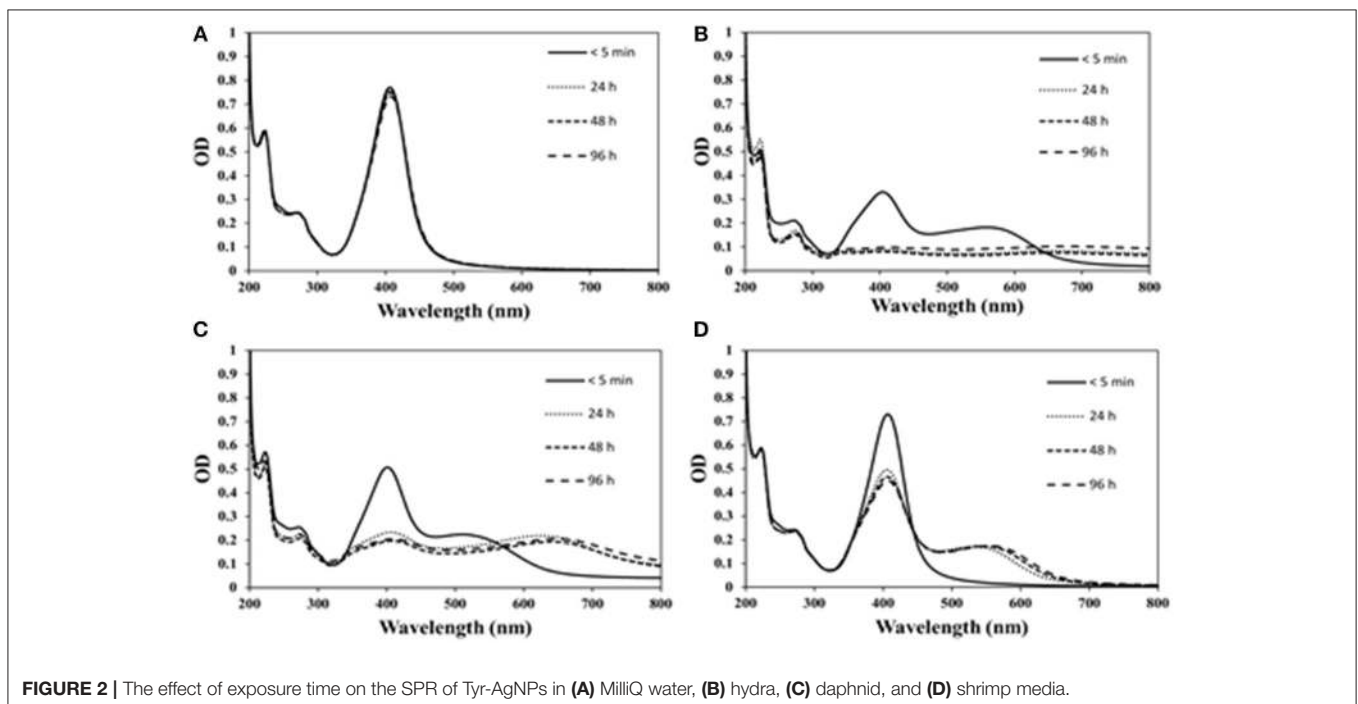 A
1
0.9
0.8
0.7
0.6
0.5
0.4
0.3
0.2
0.1
0
OD
200 300 400 500 600 700 800
Wavelength (nm)
< 5 min
24 h
48 h
96 h
B
1
0.9
0.8
0.7
0.6
0.5
0.4
0.3
0.2
0.1
0
OD
200 300 400 500 600 700 800
Wavelength (nm)
< 5 min
24 h
48 h
96 h
C
1
0.9
0.8
0.7
0.6
0.5
0.4
0.3
0.2
0.1
0
OD
200 300 400 500 600 700 800
Wavelength (nm)
< 5 min
24 h
48 h
96 h
D
1
0.9
0.8
0.7
0.6
0.5
0.4
0.3
0.2
0.1
0
OD
200 300 400 500 600 700 800
Wavelength (nm)
< 5 min
24 h
48 h
96 h
FIGURE 2 | The effect of exposure time on the SPR of Tyr-AgNPs in (A) MilliQ water, (B) hydra, (C) daphnid, and (D) shrimp media.